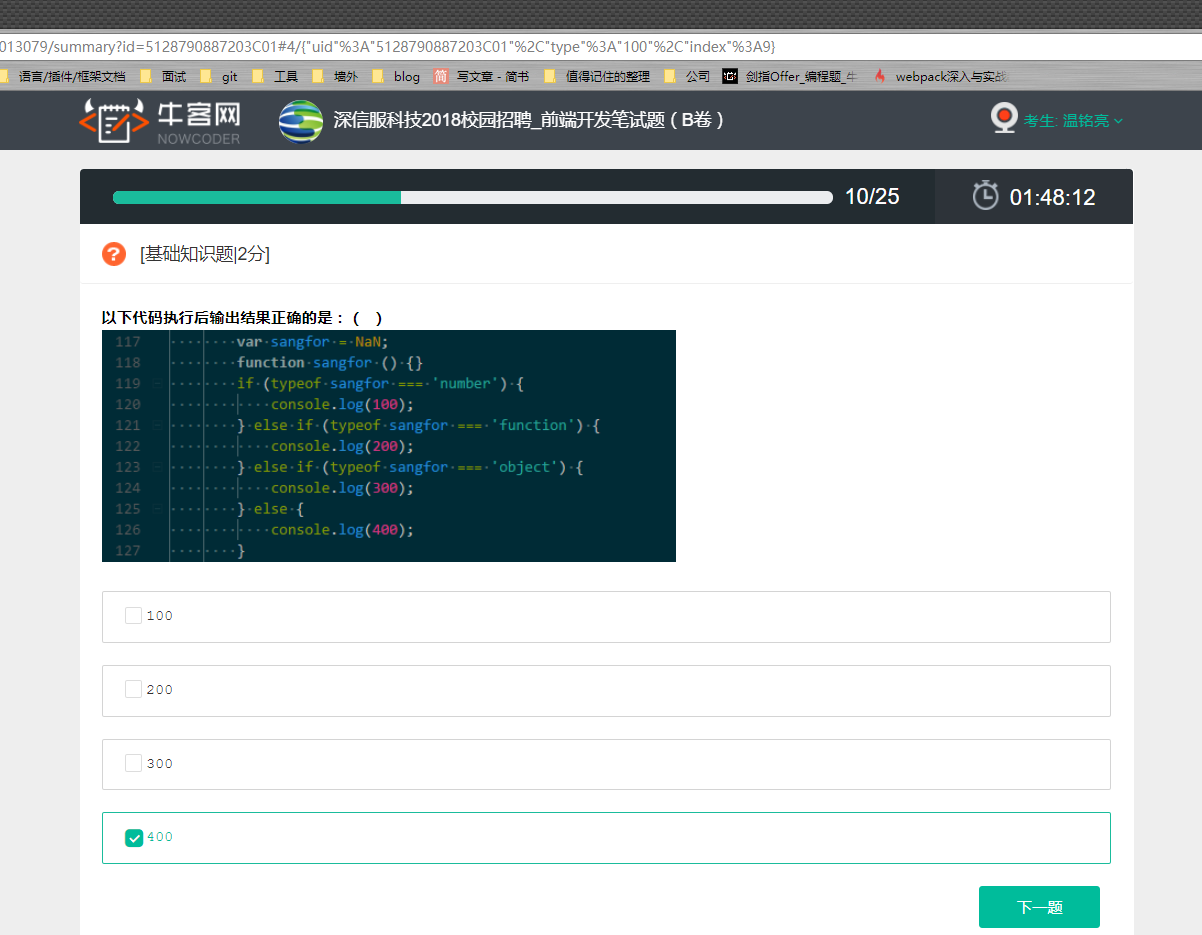 013079/summary?id=5128790887203C01#4/{"uid"%3A"5128790887203C01"%2C"type"%3A"100"%2C"index"%3A9}
语言/插件/框架文档 面试 git 工具 墙外 blog 简 写文章 - 简书 值得记住的整理 公司 剑指Offer_编程题_牛 webpack深入与实战
牛客网
NOWCODER
深信服科技2018校园招聘_前端开发笔试题（B卷）
考生: 温铭亮
10/25
01:48:12
? [基础知识题|2分]
以下代码执行后输出结果正确的是：（ ）
117 var sangfor = NaN;
118 function sangfor () {}
119 if (typeof sangfor === 'number') {
120 console.log(100);
121 } else if (typeof sangfor === 'function') {
122 console.log(200);
123 } else if (typeof sangfor === 'object') {
124 console.log(300);
125 } else {
126 console.log(400);
127 }
100
200
300
400
下一题